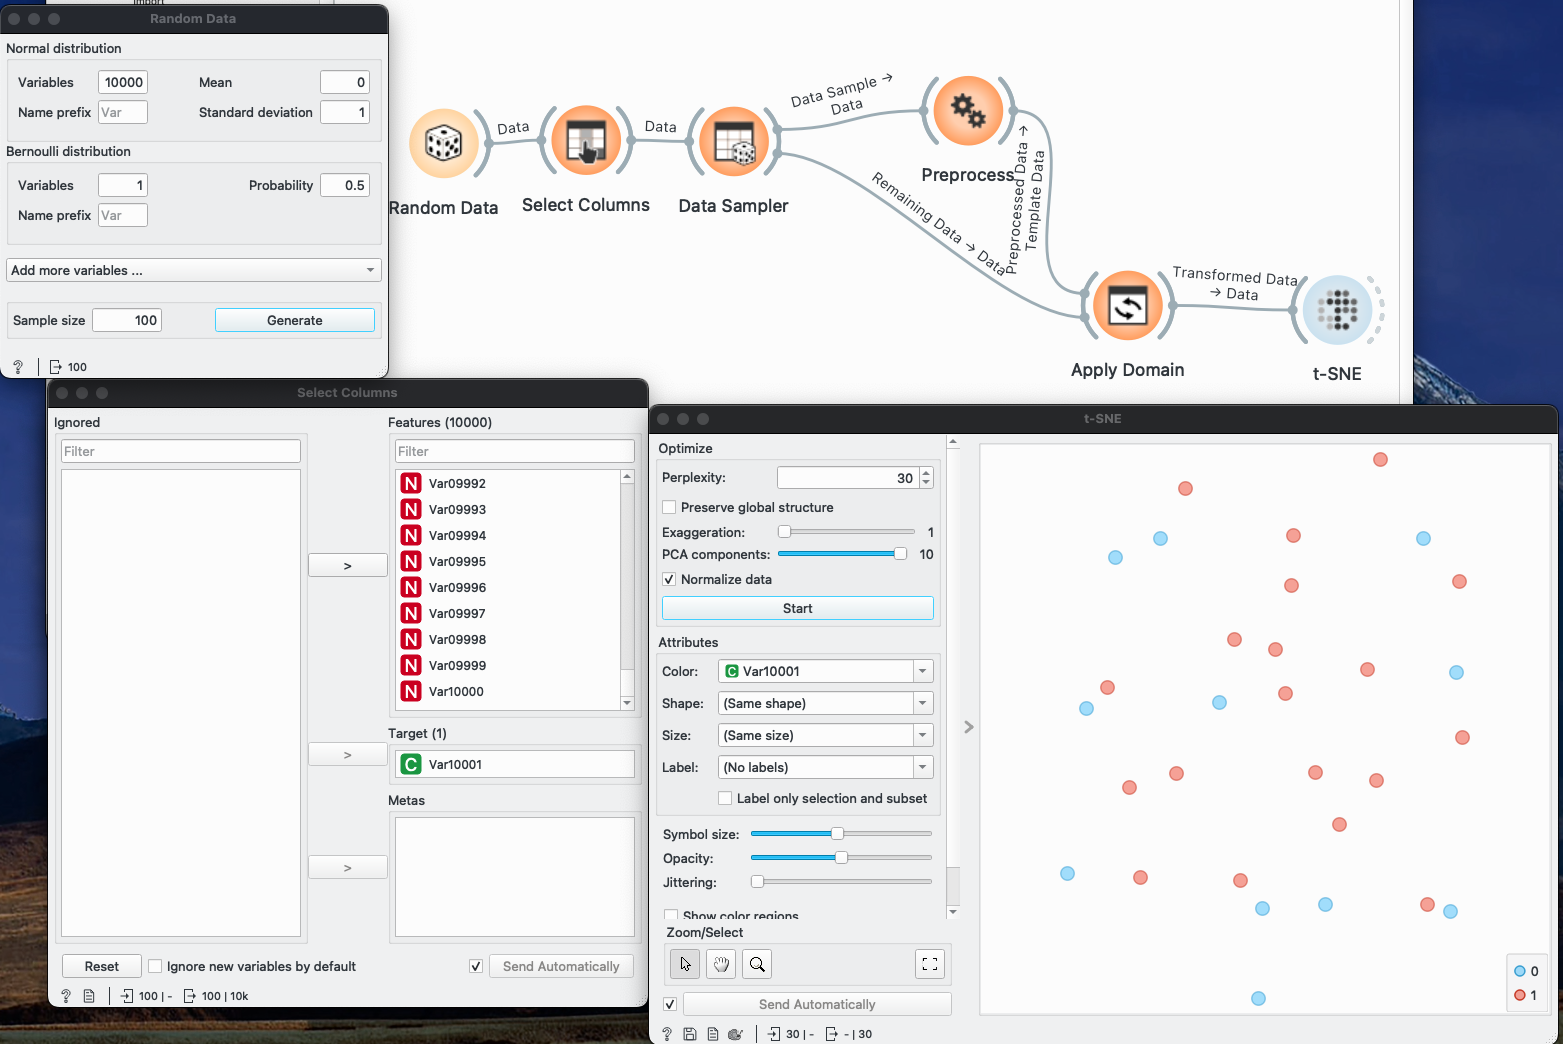 import
Random Data
Normal distribution
Variables 10000 Mean 0
Name prefix Var Standard deviation 1
Bernoulli distribution
Variables 1 Probability 0.5
Name prefix Var
Add more variables ...
Sample size 100 Generate
? 100
Data
Data
Data Sample → Data
Remaining Data → Data
Preprocessed Data → Template Data
Transformed Data → Data
Random Data
Select Columns
Data Sampler
Preprocess
Apply Domain
t-SNE
Select Columns
Ignored
Filter
Features (10000)
Filter
N Var09992
N Var09993
N Var09994
N Var09995
N Var09996
N Var09997
N Var09998
N Var09999
N Var10000
>
Target (1)
>
C Var10001
Metas
>
Reset Ignore new variables by default Send Automatically
? 100 | - 100 | 10k
t-SNE
Optimize
Perplexity: 30
Preserve global structure
Exaggeration: 1
PCA components: 10
Normalize data
Start
Attributes
Color: C Var10001
Shape: (Same shape)
Size: (Same size)
Label: (No labels)
Label only selection and subset
Symbol size:
Opacity:
Jittering:
Show color regions
Zoom/Select
Send Automatically
? 30 | - - | 30
0
1